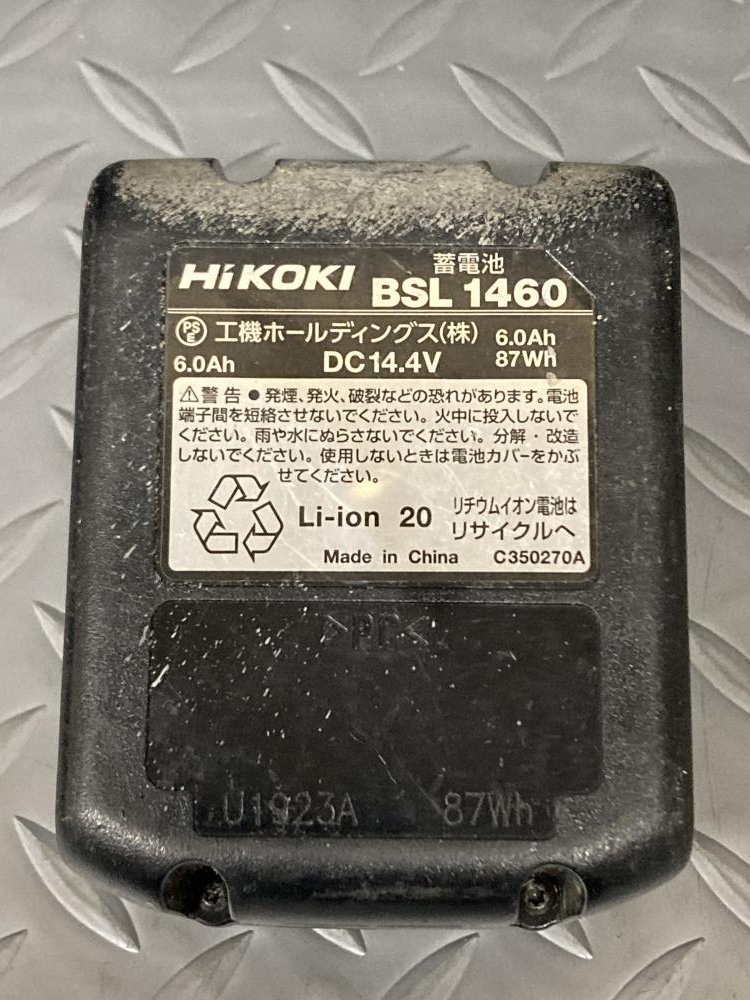 HiKOKI
蓄電池
BSL 1460
PSE 工機ホールディングス(株) 6.0Ah
6.0Ah DC14.4V 87Wh
⚠警告 ● 発煙、発火、破裂などの恐れがあります。電池
端子間を短絡させないでください。火中に投入しないで
ください。雨や水にぬらさないでください。分解・改造
しないでください。使用しないときは電池カバーをかぶ
せてください。
Li-ion 20
リチウムイオン電池は
リサイクルへ
Made in China C350270A
>PC<
U1923A 87Wh